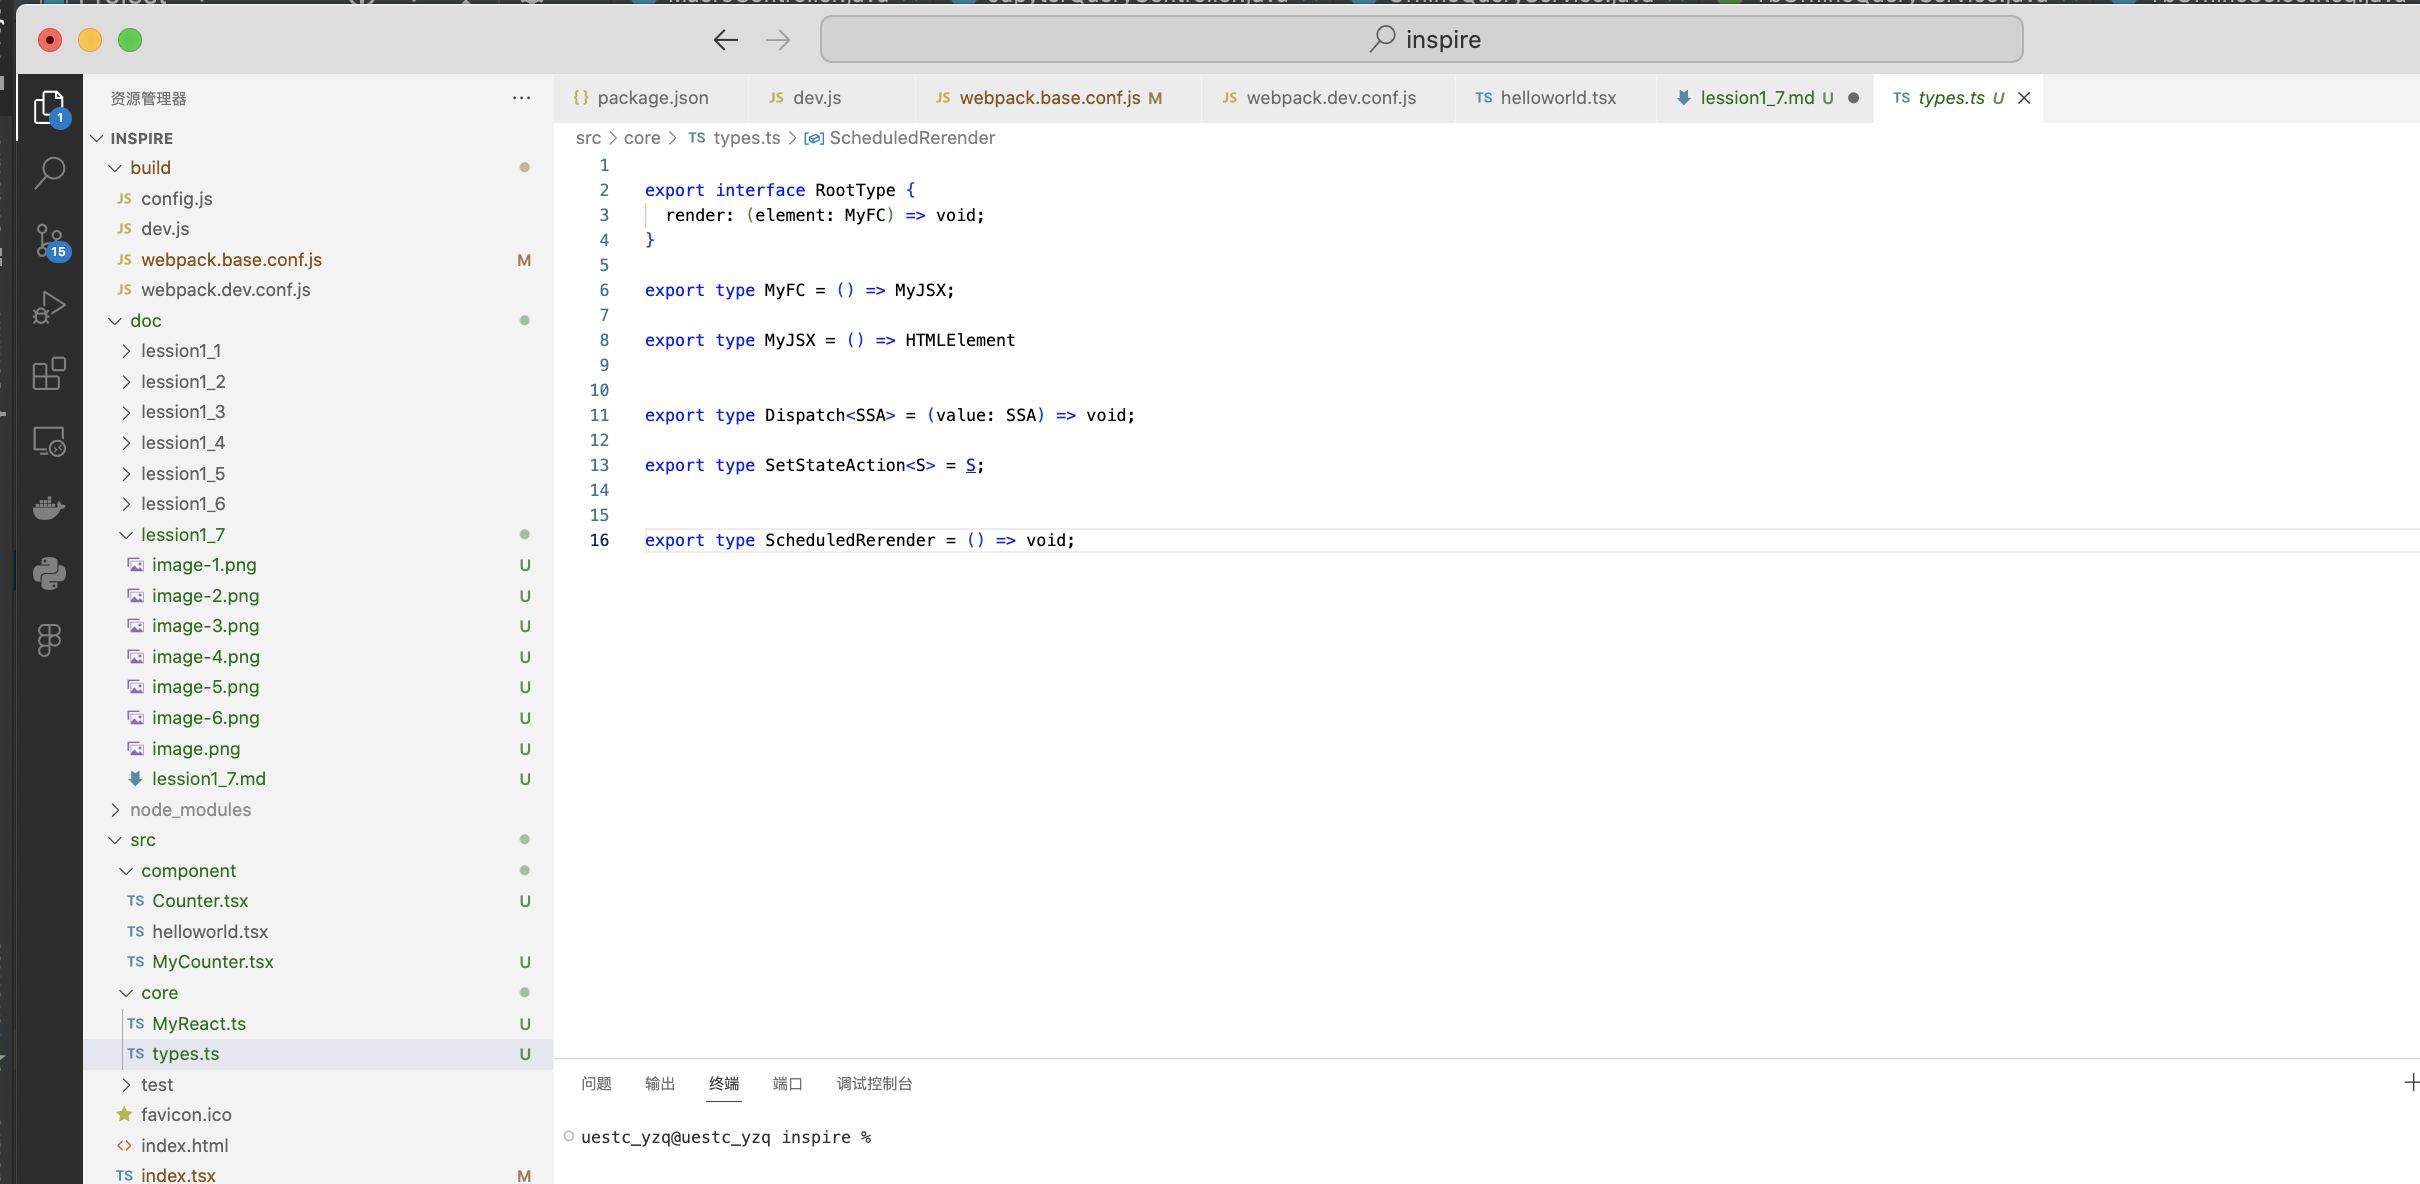 inspire
资源管理器
INSPIRE
build
JS config.js
JS dev.js
JS webpack.base.conf.js M
JS webpack.dev.conf.js
doc
lession1_1
lession1_2
lession1_3
lession1_4
lession1_5
lession1_6
lession1_7
image-1.png U
image-2.png U
image-3.png U
image-4.png U
image-5.png U
image-6.png U
image.png U
lession1_7.md U
node_modules
src
component
TS Counter.tsx U
TS helloworld.tsx
TS MyCounter.tsx U
core
TS MyReact.ts U
TS types.ts U
test
favicon.ico
<> index.html
TS index.tsx M
1
15
{} package.json
JS dev.js
JS webpack.base.conf.js M
JS webpack.dev.conf.js
TS helloworld.tsx
lession1_7.md U
TS types.ts U
src > core > TS types.ts > ScheduledRerender
1
2 export interface RootType {
3 render: (element: MyFC) => void;
4 }
5
6 export type MyFC = () => MyJSX;
7
8 export type MyJSX = () => HTMLElement
9
10
11 export type Dispatch<SSA> = (value: SSA) => void;
12
13 export type SetStateAction<S> = S;
14
15
16 export type ScheduledRerender = () => void;
问题 输出 终端 端口 调试控制台
uestc_yzq@uestc_yzq inspire %